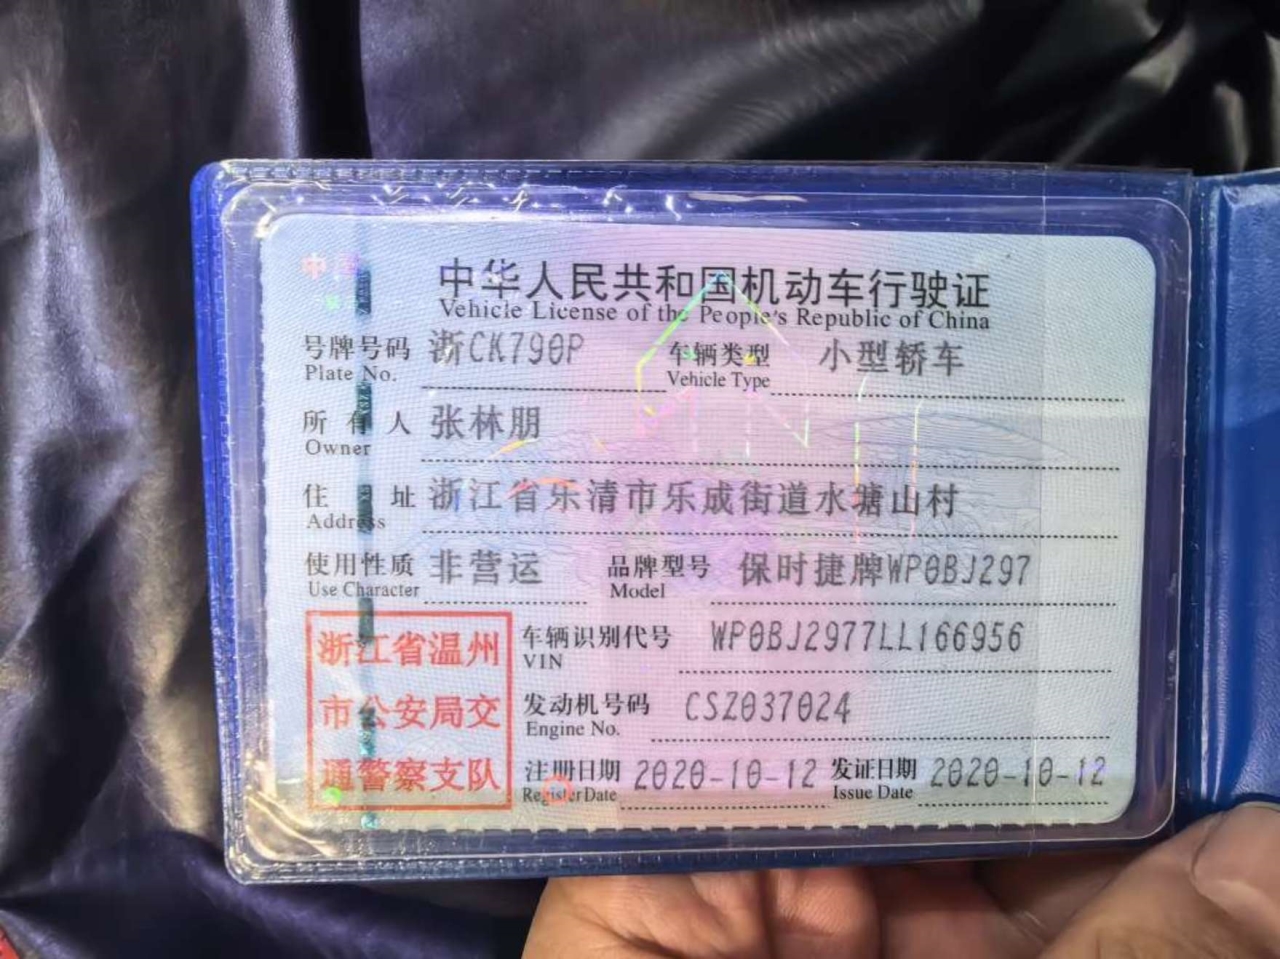 中华人民共和国机动车行驶证
Vehicle License of the People's Republic of China
号牌号码 浙CK790P 车辆类型 小型轿车
Plate No. Vehicle Type
所有人 张林朋
Owner
住址 浙江省乐清市乐成街道水塘山村
Address
使用性质 非营运 品牌型号 保时捷牌WP0BJ297
Use Character Model
浙江省温州
市公安局交
通警察支队
车辆识别代号 WP0BJ2977LL166956
VIN
发动机号码 CSZ037024
Engine No.
注册日期 2020-10-12 发证日期 2020-10-12
Register Date Issue Date